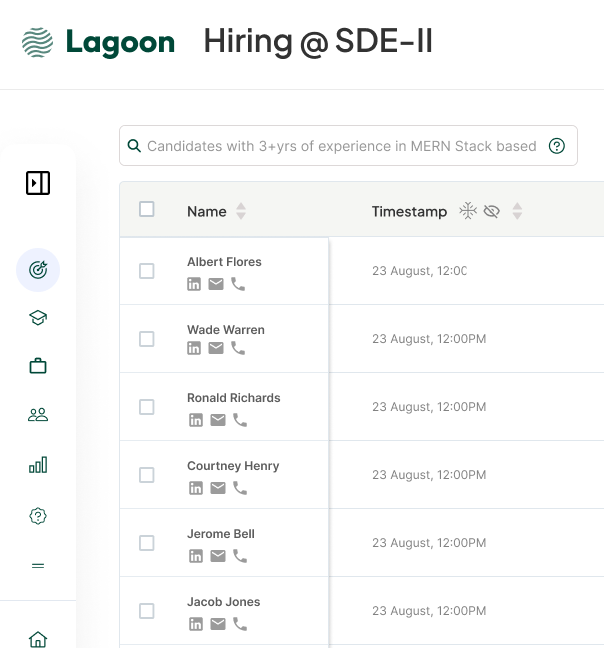 Lagoon Hiring @ SDE-II
Candidates with 3+yrs of experience in MERN Stack based
Name Timestamp
Albert Flores
23 August, 12:00
Wade Warren
23 August, 12:00PM
Ronald Richards
23 August, 12:00PM
Courtney Henry
23 August, 12:00PM
Jerome Bell
23 August, 12:00PM
Jacob Jones
23 August, 12:00PM